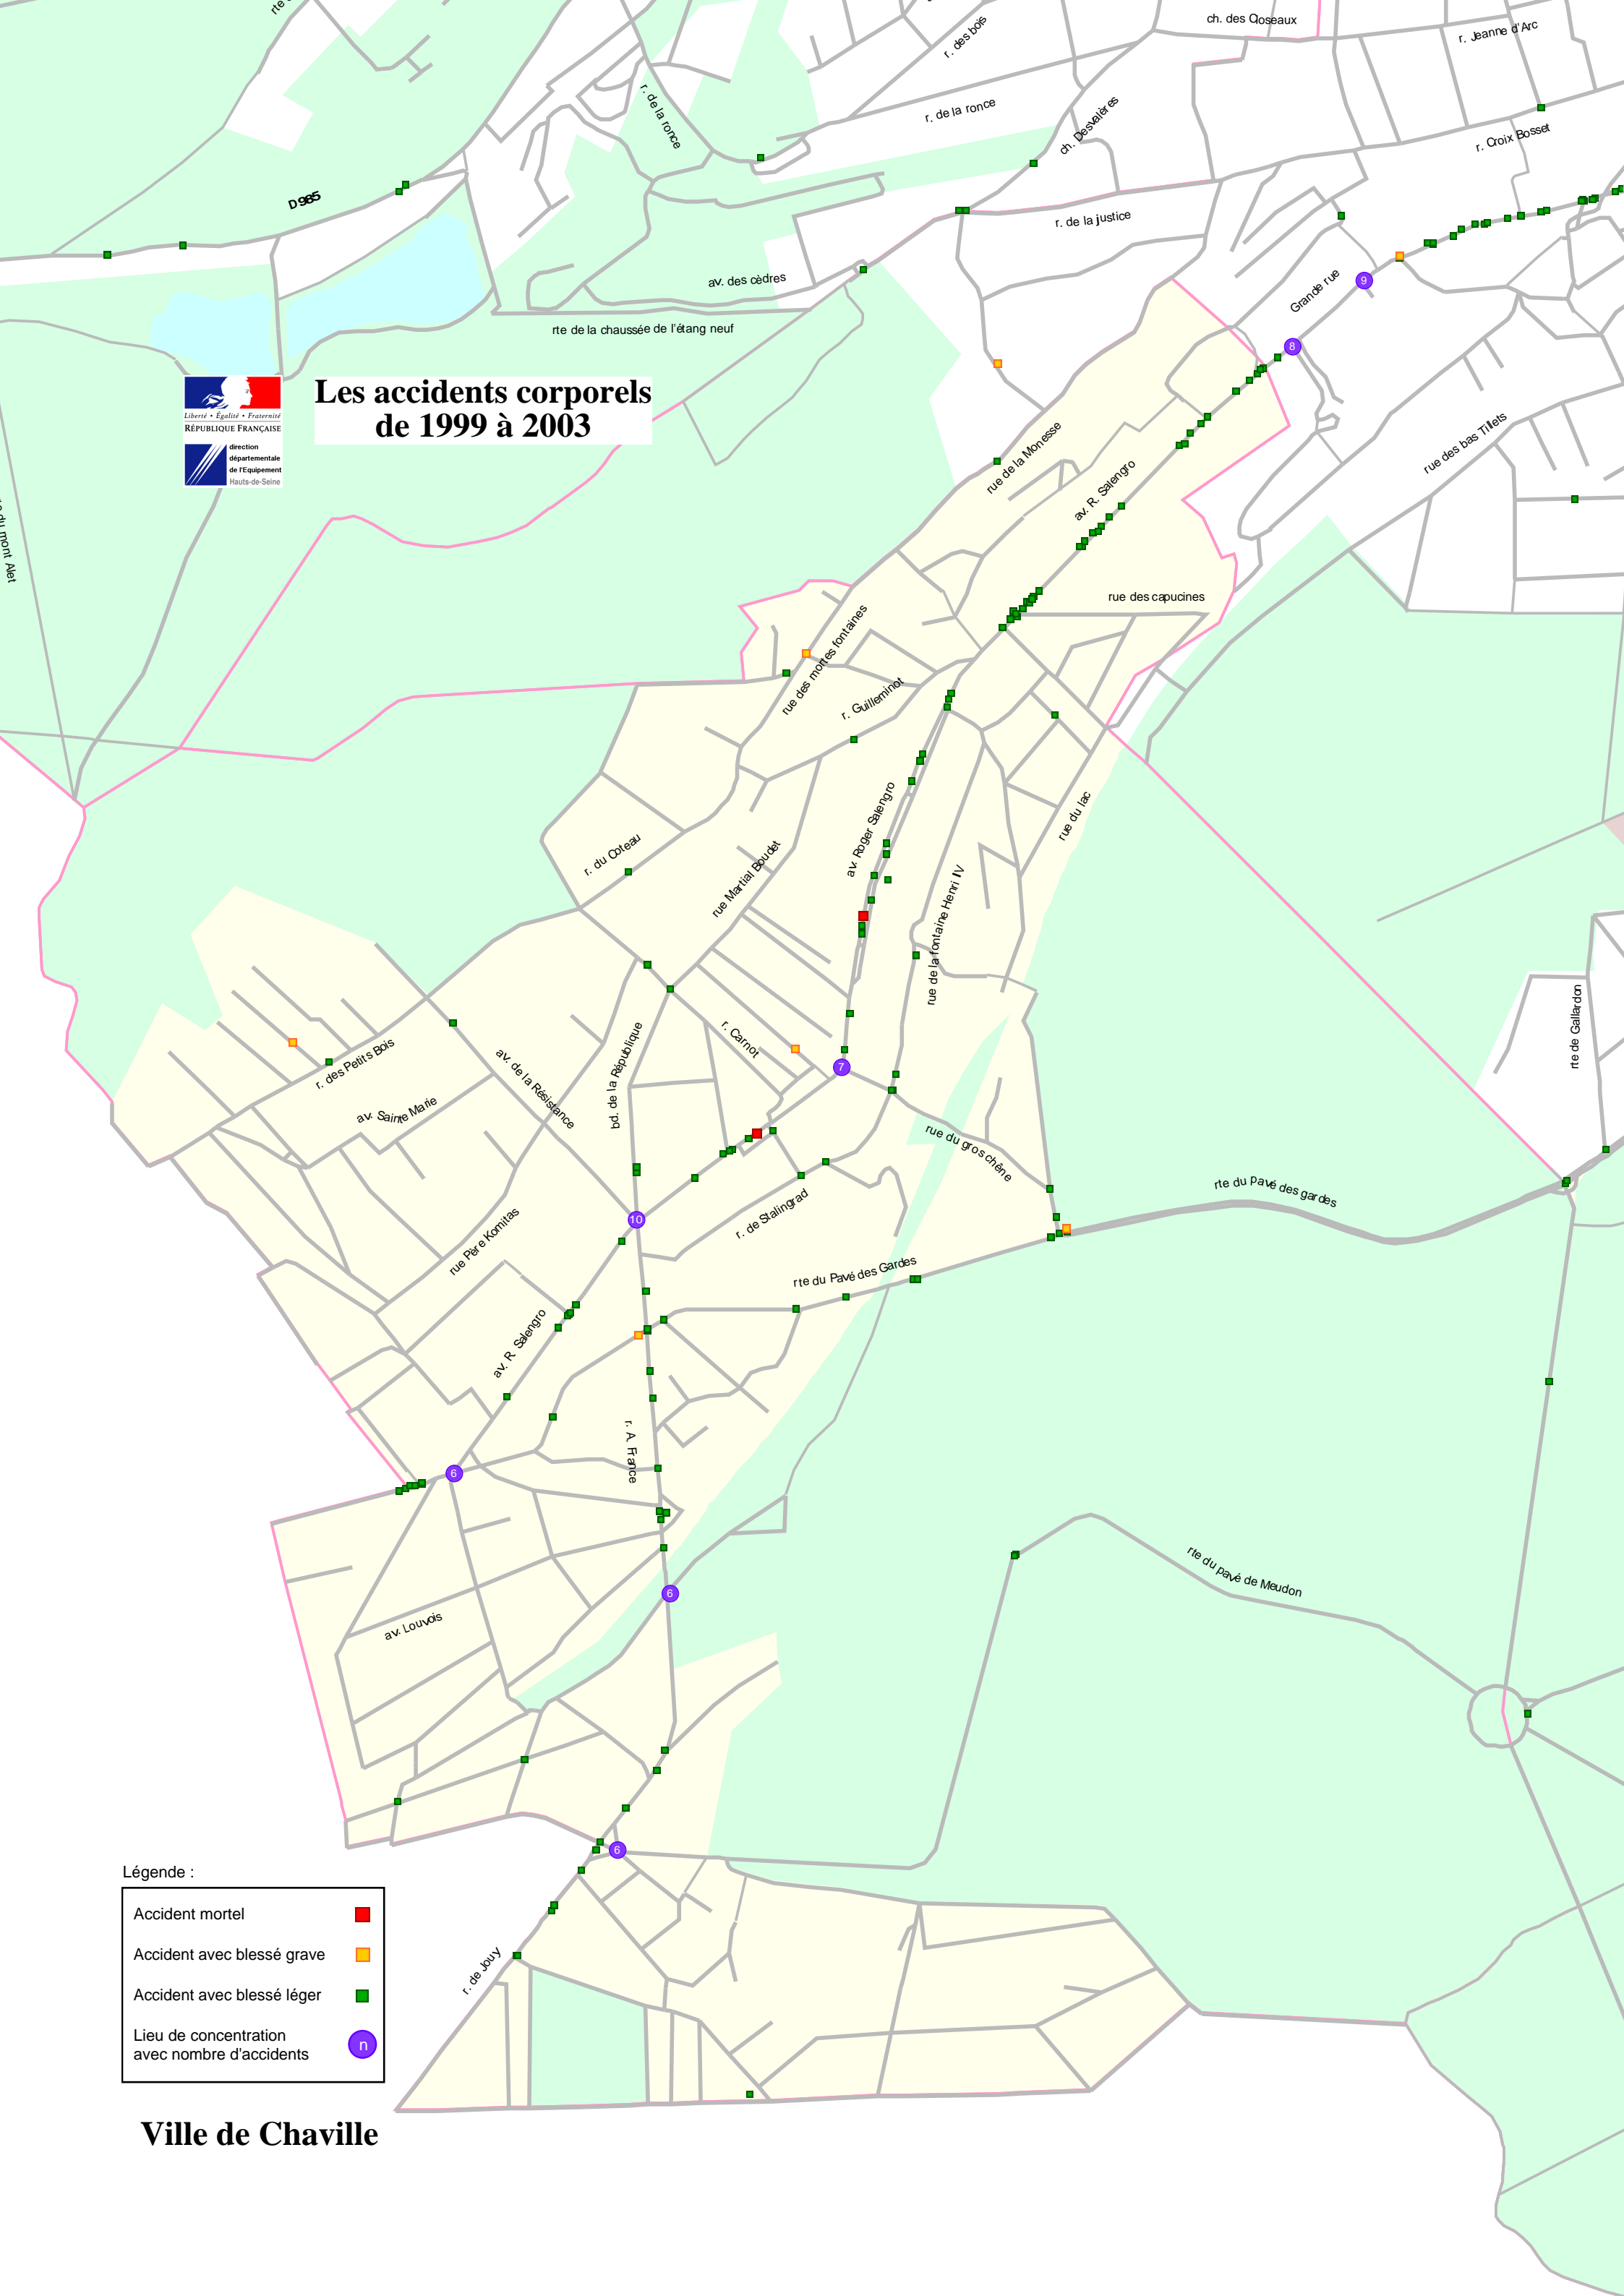 ch. des Closeaux
r. Jeanne d'Arc
r. des bois
r. de la ronce
r. de la ronce
ch. Desvalères
r. Croix Bosset
D985
r. de la justice
av. des cèdres
Grande rue
9
rte de la chaussée de l'étang neuf
8
Liberté • Égalité • Fraternité
RÉPUBLIQUE FRANÇAISE
direction
départementale
de l'Equipement
Hauts-de-Seine
Les accidents corporels
de 1999 à 2003
rue de la Monesse
rue des bas Tillets
av. R. Salengro
du mont Alet
rue des capucines
rue des mortes fontaines
r. Guilleminot
av. Roger Salengro
rue du lac
r. du Coteau
rue Martial Boudet
rue de la fontaine Henri IV
rte de Gallardon
r. Carnot
r. des Petits Bois
av. de la Résistance
bd. de la République
7
av. Sainte Marie
rue du gros chêne
rte du pavé des gardes
r. de Stalingrad
10
rue Père Komitas
rte du Pavé des Gardes
av. R. Salengro
r. A. France
6
rte du pavé de Meudon
6
av. Louvois
6
r. de Jouy
Légende :
Accident mortel
Accident avec blessé grave
Accident avec blessé léger
Lieu de concentration
avec nombre d'accidents
n
Ville de Chaville